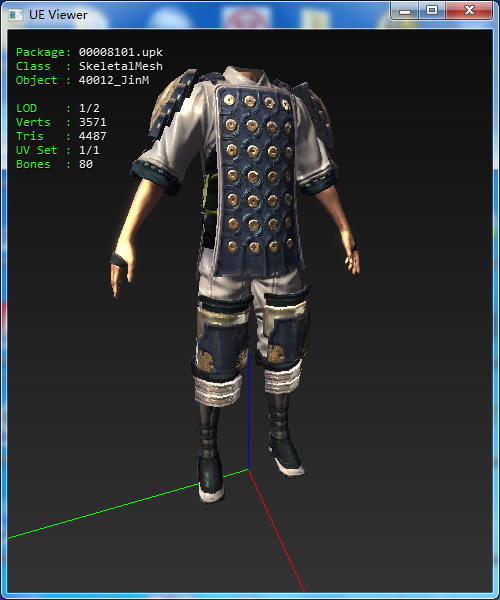 UE Viewer
Package: 00008101.upk
Class : SkeletalMesh
Object : 40012_JinM
LOD : 1/2
Verts : 3571
Tris : 4487
UV Set : 1/1
Bones : 80